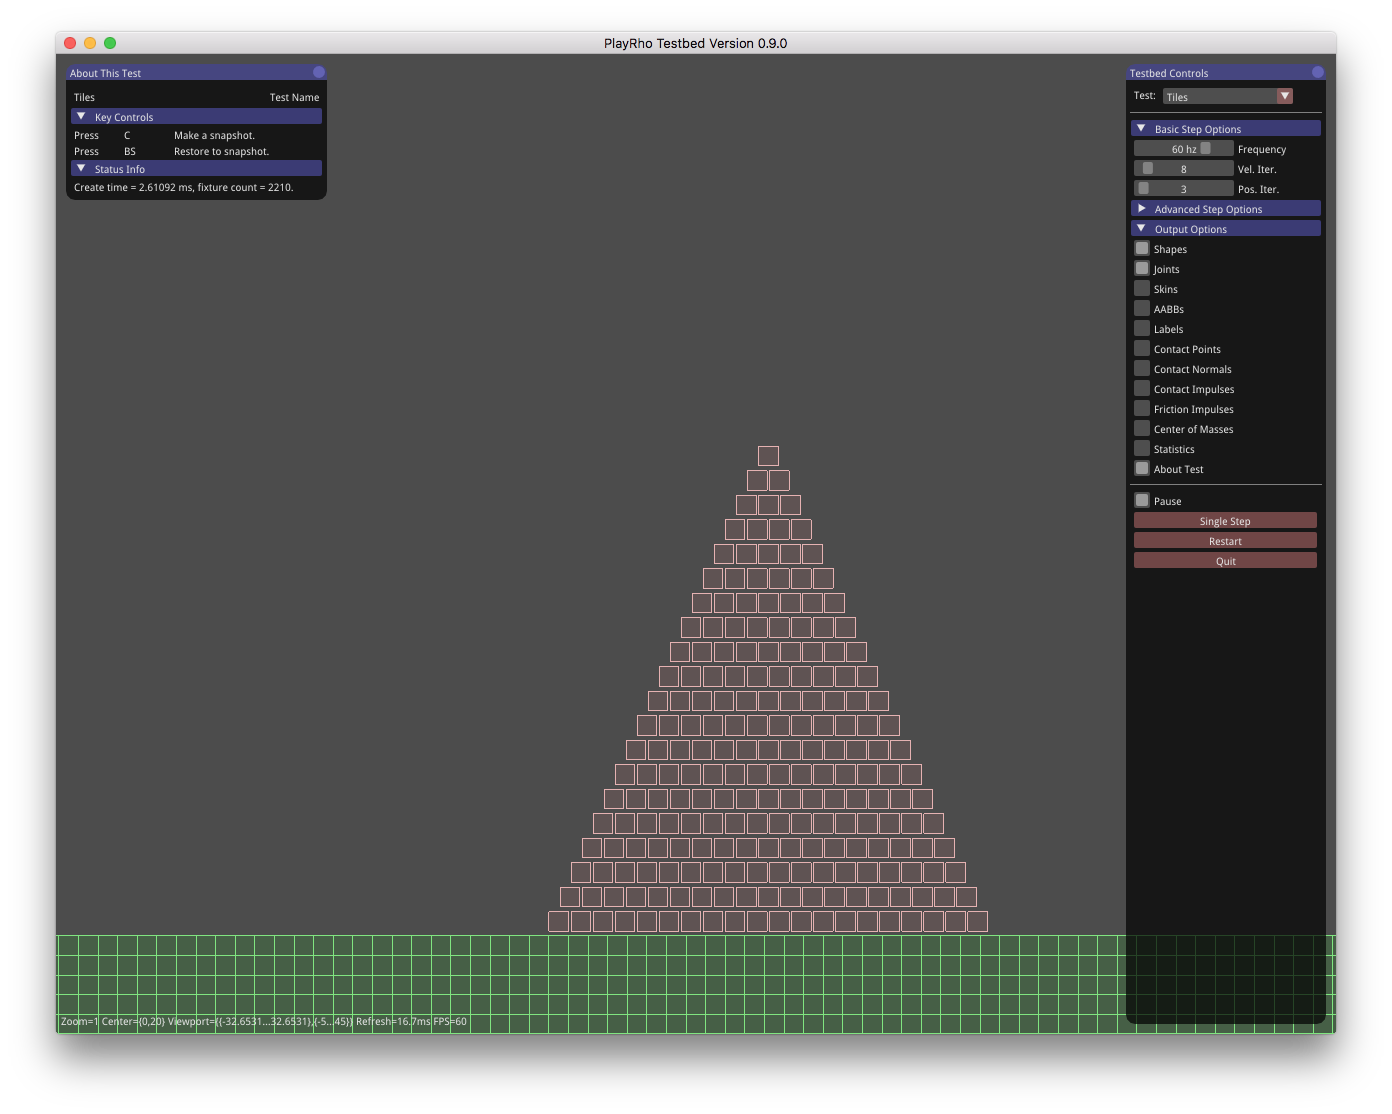 PlayRho Testbed Version 0.9.0
About This Test
Tiles Test Name
Key Controls
Press C Make a snapshot.
Press BS Restore to snapshot.
Status Info
Create time = 2.61092 ms, fixture count = 2210.
Testbed Controls
Test: Tiles
Basic Step Options
60 hz Frequency
8 Vel. Iter.
3 Pos. Iter.
Advanced Step Options
Output Options
Shapes
Joints
Skins
AABBs
Labels
Contact Points
Contact Normals
Contact Impulses
Friction Impulses
Center of Masses
Statistics
About Test
Pause
Single Step
Restart
Quit
Zoom=1 Center={0,20} Viewport={{-32.6531...32.6531},{-5...45}} Refresh=16.7ms FPS=60